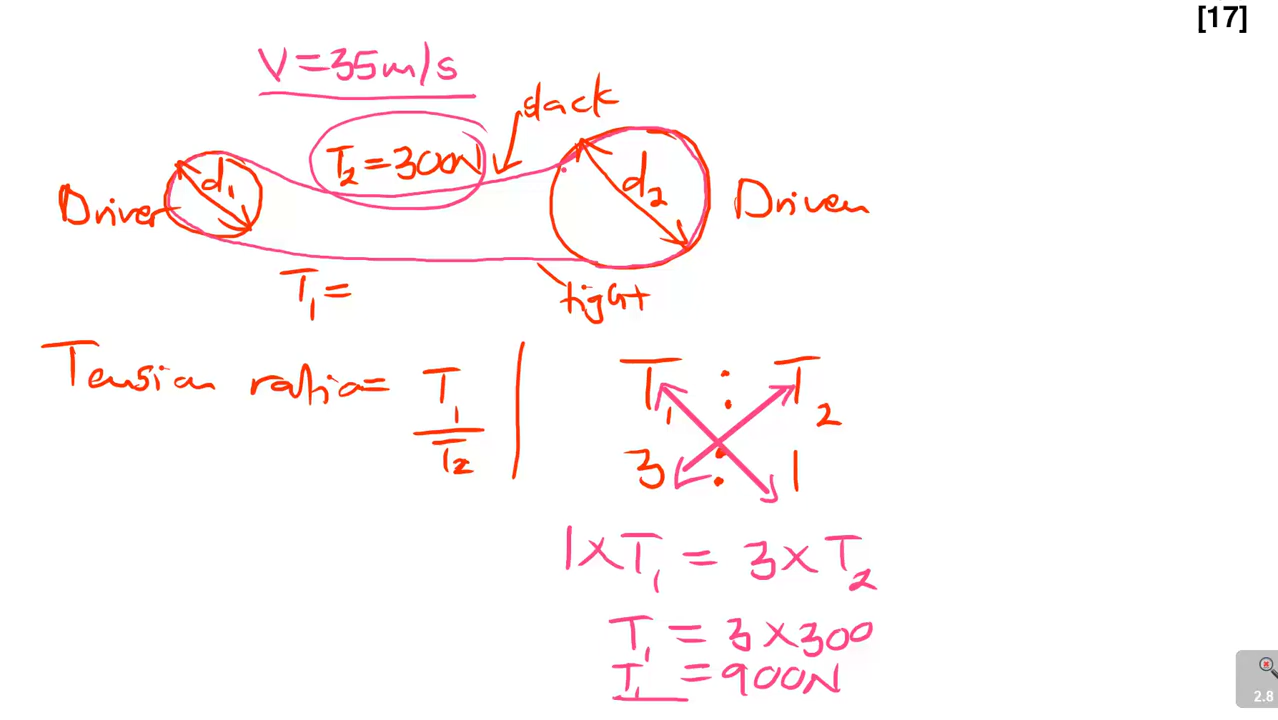 [17]
V=35m/s
slack
T₂=300N
d₁
d₂
Driver
Driven
T₁=
tight
Tension ratio= T₁/T₂
T₁ : T₂
3 : 1
1×T₁ = 3×T₂
T₁ = 3×300
T₁ = 900N
2.8